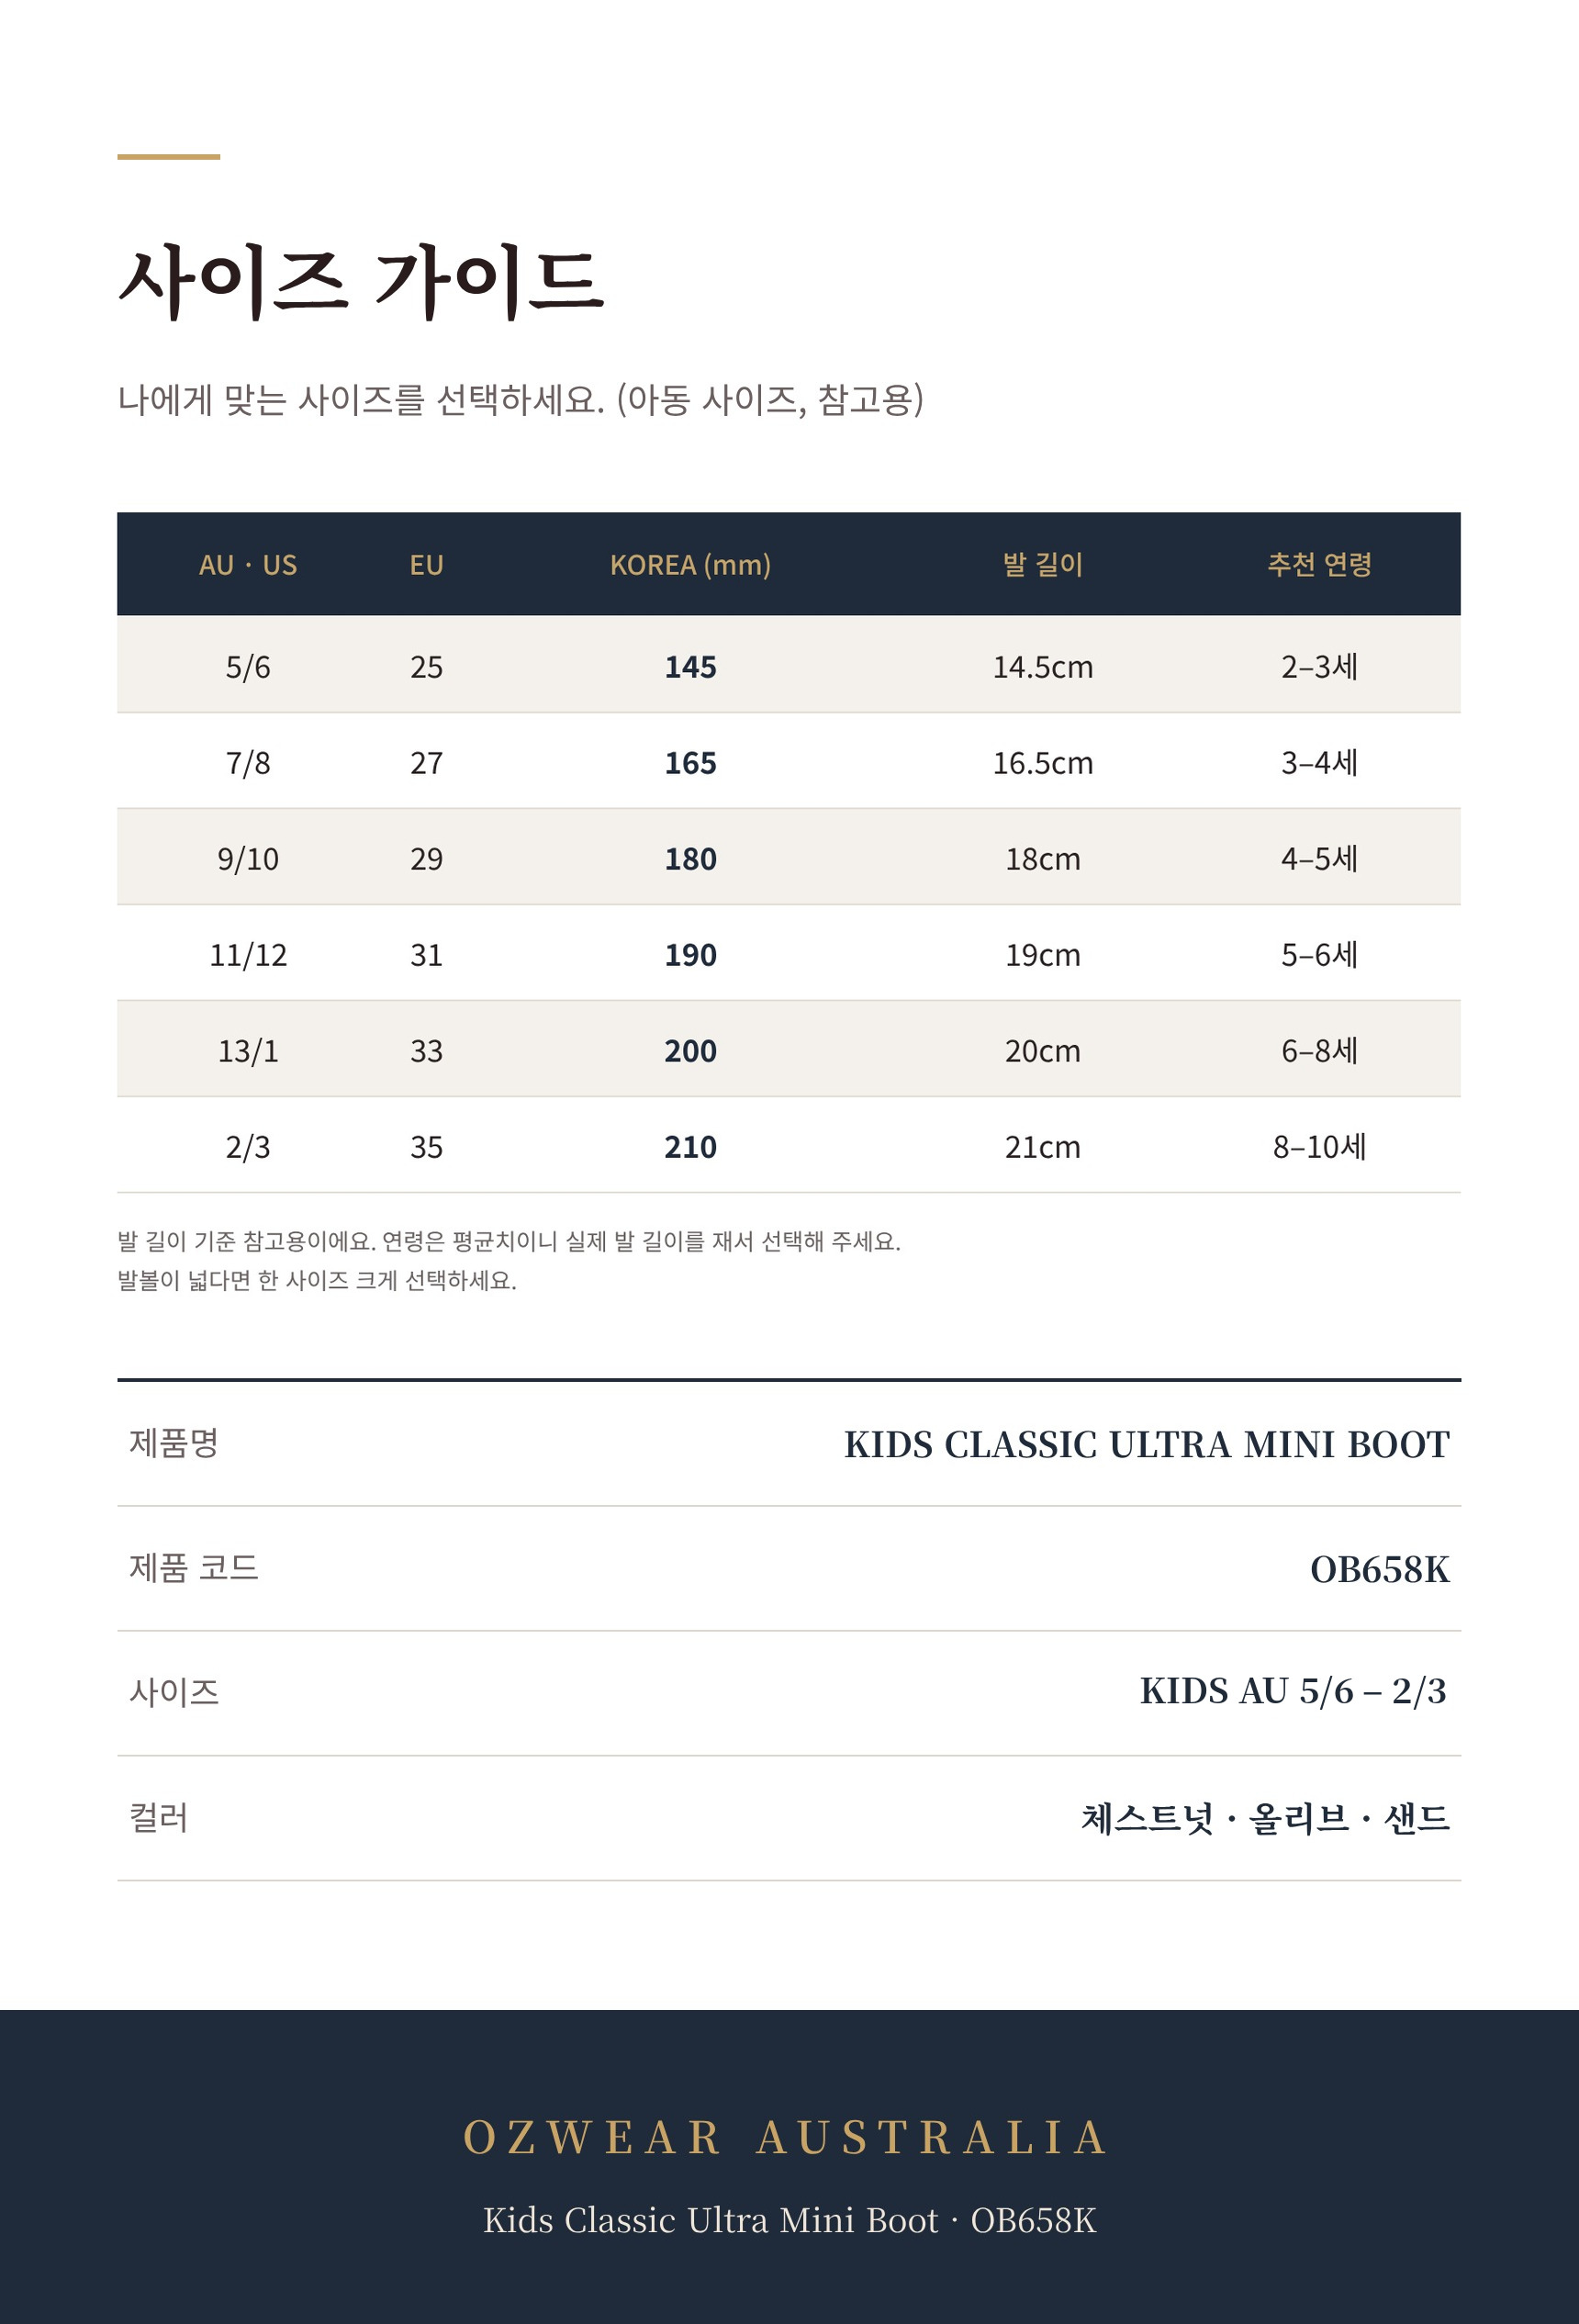 사이즈 가이드
나에게 맞는 사이즈를 선택하세요. (아동 사이즈, 참고용)
AU · US EU KOREA (mm) 발 길이 추천 연령
5/6 25 145 14.5cm 2–3세
7/8 27 165 16.5cm 3–4세
9/10 29 180 18cm 4–5세
11/12 31 190 19cm 5–6세
13/1 33 200 20cm 6–8세
2/3 35 210 21cm 8–10세
발 길이 기준 참고용이에요. 연령은 평균치이니 실제 발 길이를 재서 선택해 주세요.
발볼이 넓다면 한 사이즈 크게 선택하세요.
제품명 KIDS CLASSIC ULTRA MINI BOOT
제품 코드 OB658K
사이즈 KIDS AU 5/6 – 2/3
컬러 체스트넛 · 올리브 · 샌드
OZWEAR AUSTRALIA
Kids Classic Ultra Mini Boot · OB658K